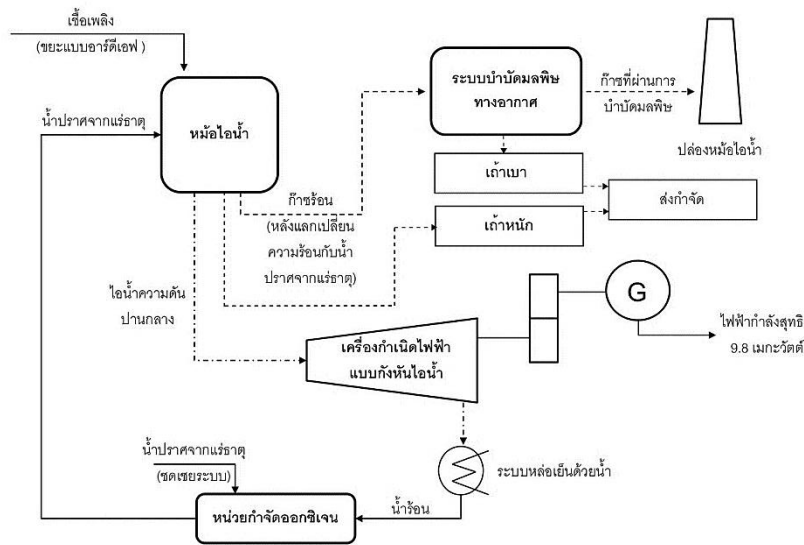 เชื้อเพลิง
(ขยะแบบอาร์ดีเอฟ )
น้ำปราศจากแร่ธาตุ
หม้อไอน้ำ
ระบบบำบัดมลพิษ
ทางอากาศ
ก๊าซที่ผ่านการ
บำบัดมลพิษ
ปล่องหม้อไอน้ำ
เถ้าเบา
เถ้าหนัก
ส่งกำจัด
ก๊าซร้อน
(หลังแลกเปลี่ยน
ความร้อนกับน้ำ
ปราศจากแร่ธาตุ)
ไอน้ำความดัน
ปานกลาง
G
ไฟฟ้ากำลังสุทธิ
9.8 เมกะวัตต์
เครื่องกำเนิดไฟฟ้า
แบบกังหันไอน้ำ
ระบบหล่อเย็นด้วยน้ำ
น้ำปราศจากแร่ธาตุ
(ชดเชยระบบ)
หน่วยกำจัดออกซิเจน
น้ำร้อน